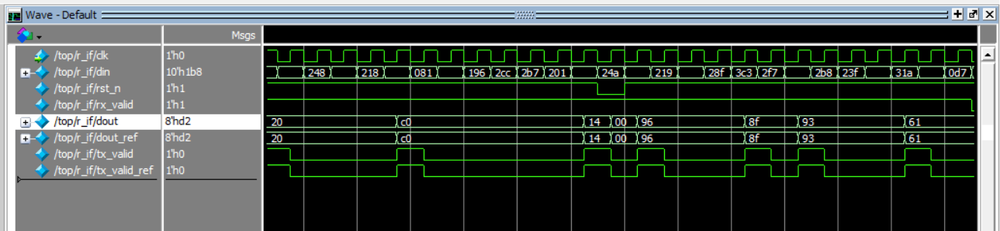 Wave - Default
Msgs
/top/r_if/clk 1'h0
/top/r_if/din 10'h1b8 248 218 081 196 2cc 2b7 201 24a 219 28f 3c3 2f7 2b8 23f 31a 0d7
/top/r_if/rst_n 1'h1
/top/r_if/rx_valid 1'h1
/top/r_if/dout 8'hd2 20 c0 14 00 96 8f 93 61
/top/r_if/dout_ref 8'hd2 20 c0 14 00 96 8f 93 61
/top/r_if/tx_valid 1'h0
/top/r_if/tx_valid_ref 1'h0